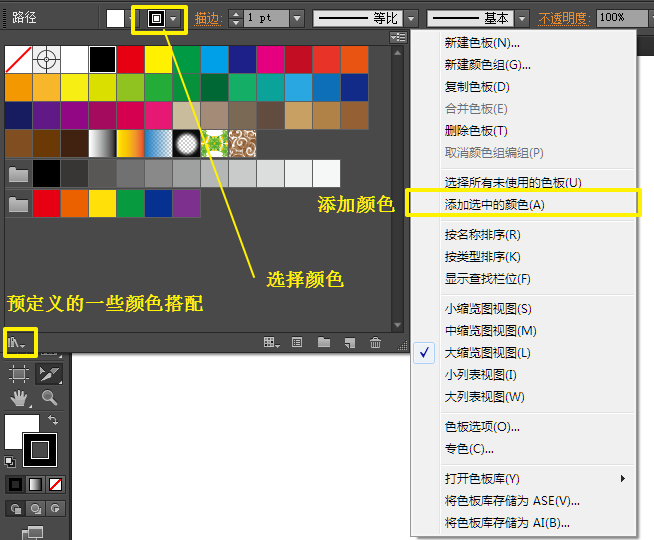 路径
描边:
1 pt
等比
基本
不透明度:
100%
新建色板(N)...
新建颜色组(G)...
复制色板(D)
合并色板(E)
删除色板(T)
取消颜色组编组(P)
选择所有未使用的色板(U)
添加选中的颜色(A)
按名称排序(R)
按类型排序(K)
显示查找栏位(F)
小缩览图视图(S)
中缩览图视图(M)
大缩览图视图(L)
小列表视图(I)
大列表视图(W)
色板选项(O)...
专色(C)...
打开色板库(Y)
将色板库存储为 ASE(V)...
将色板库存储为 AI(B)...
添加颜色
选择颜色
预定义的一些颜色搭配